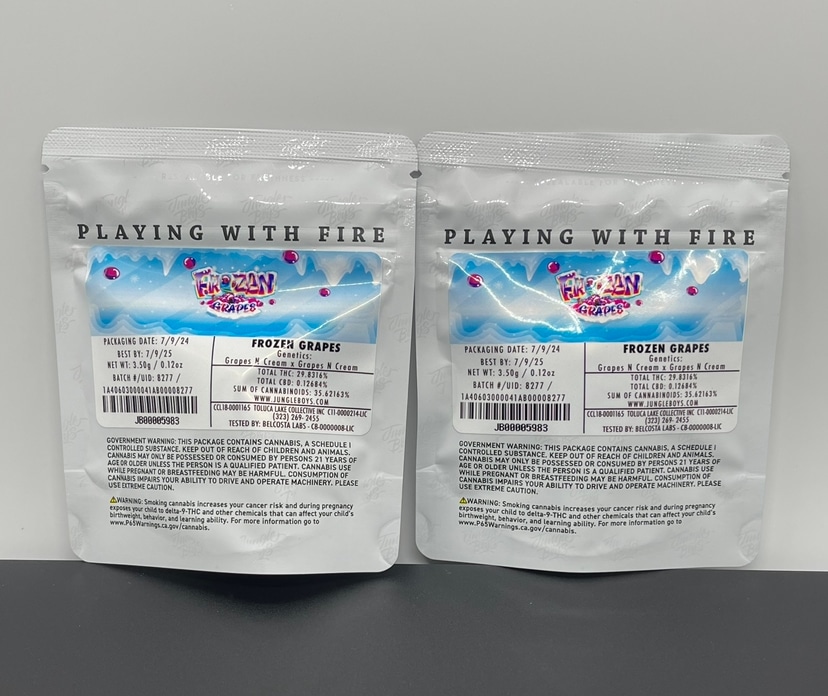 PLAYING WITH FIRE
FROZEN
GRAPES
PACKAGING DATE: 7/9/24
BEST BY: 7/9/25
NET WT: 3.50g / 0.12oz
BATCH #/UID: 8277 /
1A40603000041AB0008277
JB00005983
FROZEN GRAPES
Genetics:
Grapes N Cream x Grapes N Cream
TOTAL THC: 29.8316%
TOTAL CBD: 0.12684%
SUM OF CANNABINOIDS: 35.62163%
WWW.JUNGLEBOYS.COM
CCL18-0001165 TOLUCA LAKE COLLECTIVE INC C11-0000214-LIC
(323) 269-2455
TESTED BY: BELCOSTA LABS - C8-0000008-LIC
GOVERNMENT WARNING: THIS PACKAGE CONTAINS CANNABIS, A SCHEDULE I
CONTROLLED SUBSTANCE. KEEP OUT OF REACH OF CHILDREN AND ANIMALS.
CANNABIS MAY ONLY BE POSSESSED OR CONSUMED BY PERSONS 21 YEARS OF
AGE OR OLDER UNLESS THE PERSON IS A QUALIFIED PATIENT. CANNABIS USE
WHILE PREGNANT OR BREASTFEEDING MAY BE HARMFUL. CONSUMPTION OF
CANNABIS IMPAIRS YOUR ABILITY TO DRIVE AND OPERATE MACHINERY. PLEASE
USE EXTREME CAUTION.
WARNING: Smoking cannabis increases your cancer risk and during pregnancy
exposes your child to delta-9-THC and other chemicals that can affect your child's
birthweight, behavior, and learning ability. For more information go to
www.P65Warnings.ca.gov/cannabis.
PLAYING WITH FIRE
FROZEN
GRAPES
PACKAGING DATE: 7/9/24
BEST BY: 7/9/25
NET WT: 3.50g / 0.12oz
BATCH #/UID: 8277 /
1A40603000041AB0008277
JB00005983
FROZEN GRAPES
Genetics:
Grapes N Cream x Grapes N Cream
TOTAL THC: 29.8316%
TOTAL CBD: 0.12684%
SUM OF CANNABINOIDS: 35.62163%
WWW.JUNGLEBOYS.COM
CCL18-0001165 TOLUCA LAKE COLLECTIVE INC C11-0000214-LIC
(323) 269-2455
TESTED BY: BELCOSTA LABS - C8-0000008-LIC
GOVERNMENT WARNING: THIS PACKAGE CONTAINS CANNABIS, A SCHEDULE I
CONTROLLED SUBSTANCE. KEEP OUT OF REACH OF CHILDREN AND ANIMALS.
CANNABIS MAY ONLY BE POSSESSED OR CONSUMED BY PERSONS 21 YEARS OF
AGE OR OLDER UNLESS THE PERSON IS A QUALIFIED PATIENT. CANNABIS USE
WHILE PREGNANT OR BREASTFEEDING MAY BE HARMFUL. CONSUMPTION OF
CANNABIS IMPAIRS YOUR ABILITY TO DRIVE AND OPERATE MACHINERY. PLEASE
USE EXTREME CAUTION.
WARNING: Smoking cannabis increases your cancer risk and during pregnancy
exposes your child to delta-9-THC and other chemicals that can affect your child's
birthweight, behavior, and learning ability. For more information go to
www.P65Warnings.ca.gov/cannabis.